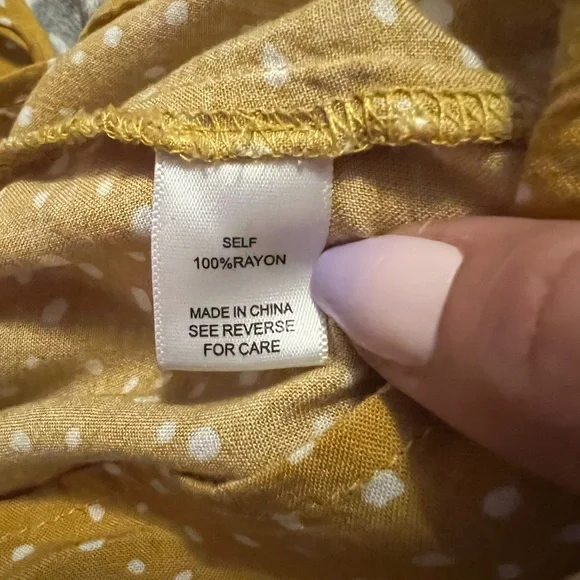 SELF
100%RAYON
MADE IN CHINA
SEE REVERSE
FOR CARE